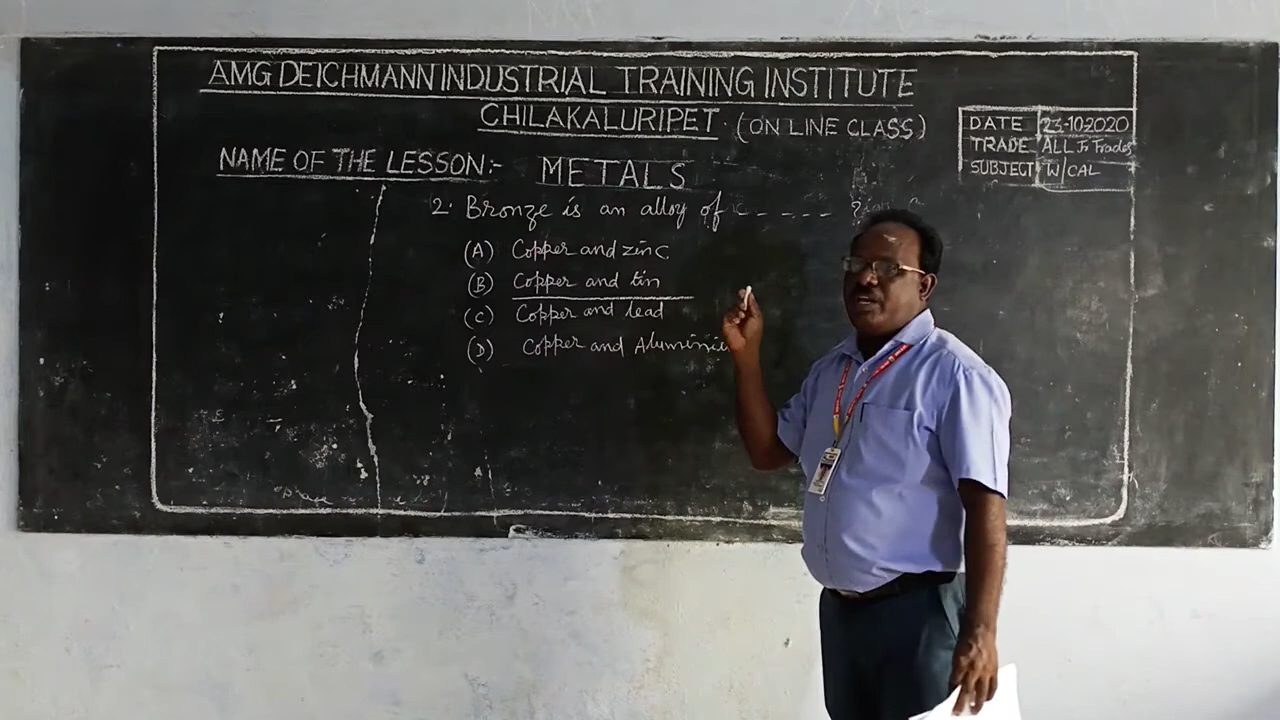 AMG DEICHMANN INDUSTRIAL TRAINING INSTITUTE
CHILAKALURIPET. (ON LINE CLASS)
DATE 23-10-2020
TRADE ALL Jr Trades
SUBJECT W/CAL
NAME OF THE LESSON:- METALS
2. Bronze is an alloy of - - - - - ?
(A) Copper and zinc
(B) Copper and tin
(C) Copper and lead
(D) Copper and